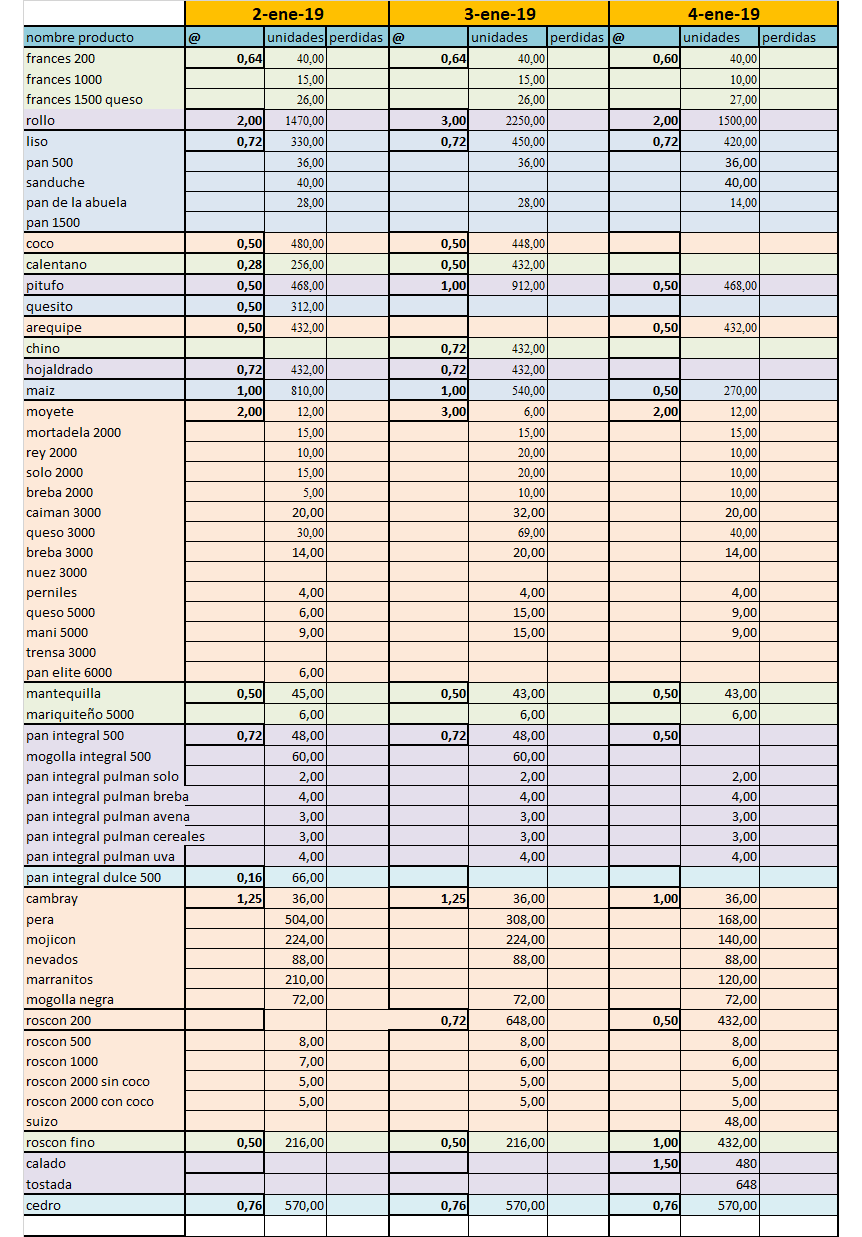 2-ene-19 3-ene-19 4-ene-19
nombre producto @ unidades perdidas @ unidades perdidas @ unidades perdidas
frances 200 0,64 40,00 0,64 40,00 0,60 40,00
frances 1000 15,00 15,00 10,00
frances 1500 queso 26,00 26,00 27,00
rollo 2,00 1470,00 3,00 2250,00 2,00 1500,00
liso 0,72 330,00 0,72 450,00 0,72 420,00
pan 500 36,00 36,00 36,00
sanduche 40,00 40,00
pan de la abuela 28,00 28,00 14,00
pan 1500
coco 0,50 480,00 0,50 448,00
calentano 0,28 256,00 0,50 432,00
pitufo 0,50 468,00 1,00 912,00 0,50 468,00
quesito 0,50 312,00
arequipe 0,50 432,00 0,50 432,00
chino 0,72 432,00
hojaldrado 0,72 432,00 0,72 432,00
maiz 1,00 810,00 1,00 540,00 0,50 270,00
moyete 2,00 12,00 3,00 6,00 2,00 12,00
mortadela 2000 15,00 15,00 15,00
rey 2000 10,00 20,00 10,00
solo 2000 15,00 20,00 10,00
breba 2000 5,00 10,00 10,00
caiman 3000 20,00 32,00 20,00
queso 3000 30,00 69,00 40,00
breba 3000 14,00 20,00 14,00
nuez 3000
perniles 4,00 4,00 4,00
queso 5000 6,00 15,00 9,00
mani 5000 9,00 15,00 9,00
trensa 3000
pan elite 6000 6,00
mantequilla 0,50 45,00 0,50 43,00 0,50 43,00
mariquiteño 5000 6,00 6,00 6,00
pan integral 500 0,72 48,00 0,72 48,00 0,50
mogolla integral 500 60,00 60,00
pan integral pulman solo 2,00 2,00 2,00
pan integral pulman breba 4,00 4,00 4,00
pan integral pulman avena 3,00 3,00 3,00
pan integral pulman cereales 3,00 3,00 3,00
pan integral pulman uva 4,00 4,00 4,00
pan integral dulce 500 0,16 66,00
cambray 1,25 36,00 1,25 36,00 1,00 36,00
pera 504,00 308,00 168,00
mojicon 224,00 224,00 140,00
nevados 88,00 88,00 88,00
marranitos 210,00 120,00
mogolla negra 72,00 72,00 72,00
roscon 200 0,72 648,00 0,50 432,00
roscon 500 8,00 8,00 8,00
roscon 1000 7,00 6,00 6,00
roscon 2000 sin coco 5,00 5,00 5,00
roscon 2000 con coco 5,00 5,00 5,00
suizo 48,00
roscon fino 0,50 216,00 0,50 216,00 1,00 432,00
calado 1,50 480
tostada 648
cedro 0,76 570,00 0,76 570,00 0,76 570,00